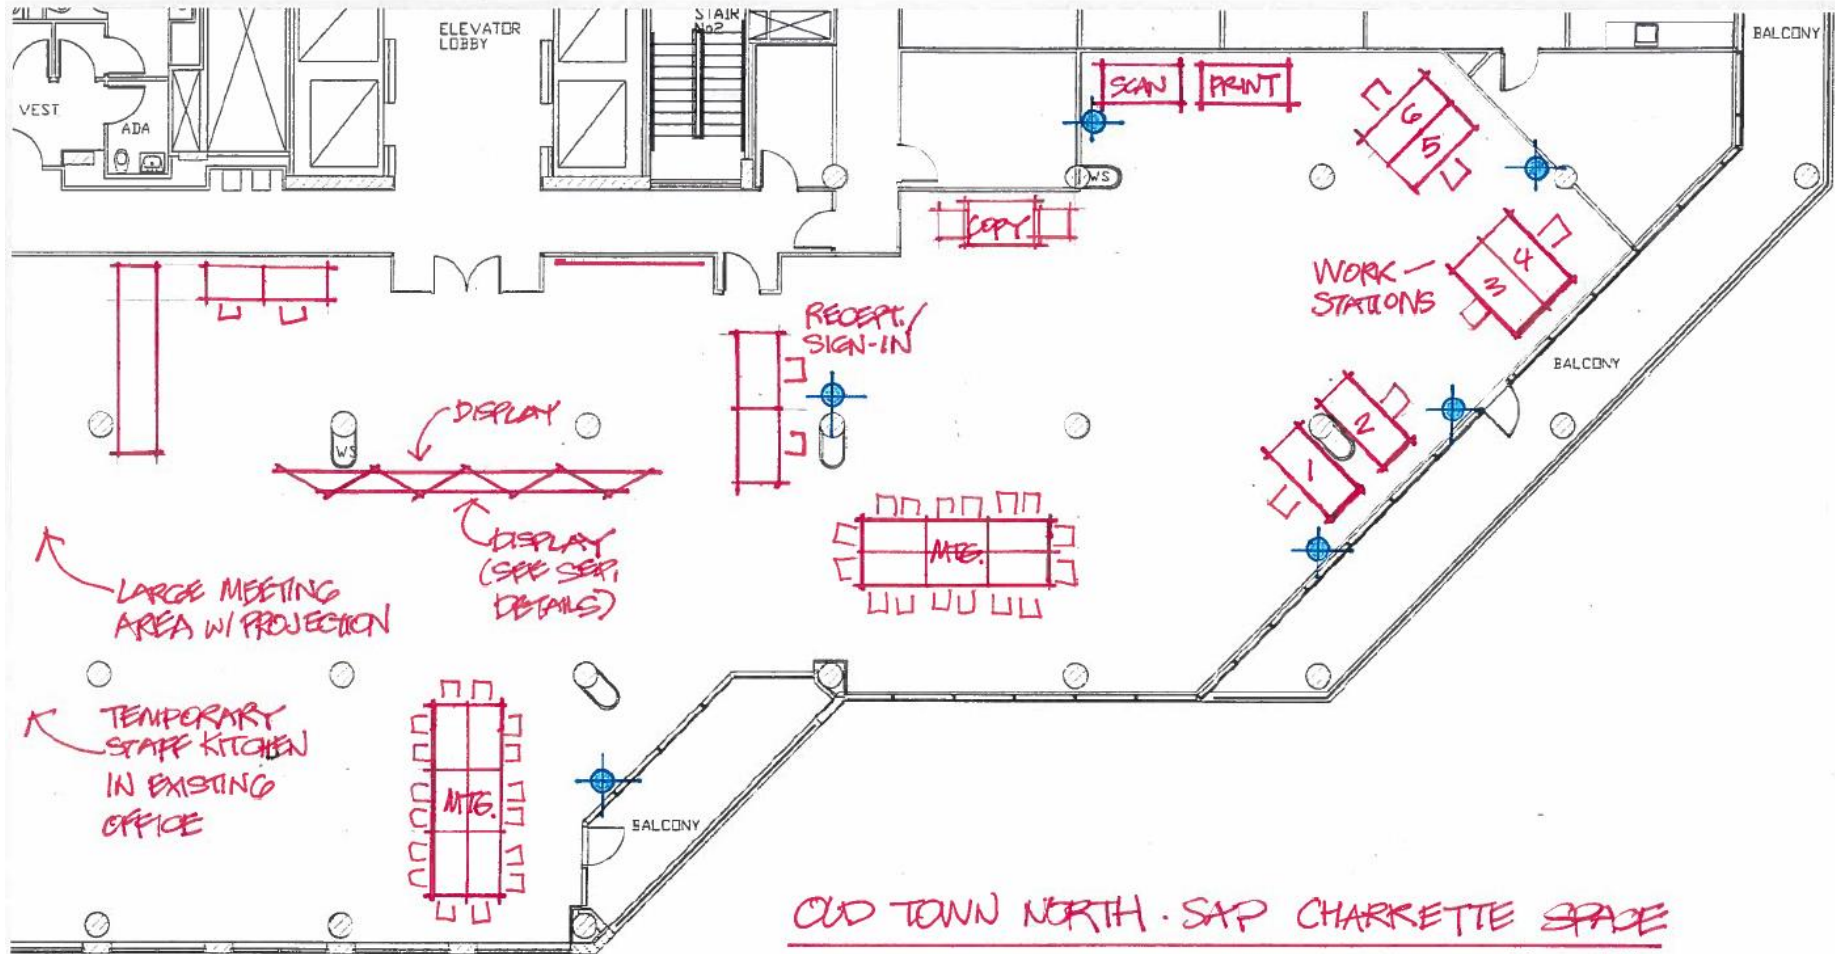 ELEVATOR
LOBBY
STAIR
No2
BALCONY
VEST
ADA
SCAN
PRINT
6
5
WS
COPY
4
3
WORK
STATIONS
RECEPT./
SIGN-IN
BALCONY
DISPLAY
WS
2
1
DISPLAY
(SEE SEP.
DETAILS)
MTG.
LARGE MEETING
AREA W/ PROJECTION
TEMPORARY
STAFF KITCHEN
IN EXISTING
OFFICE
MTG.
BALCONY
OLD TOWN NORTH · SAP CHARRETTE SPACE